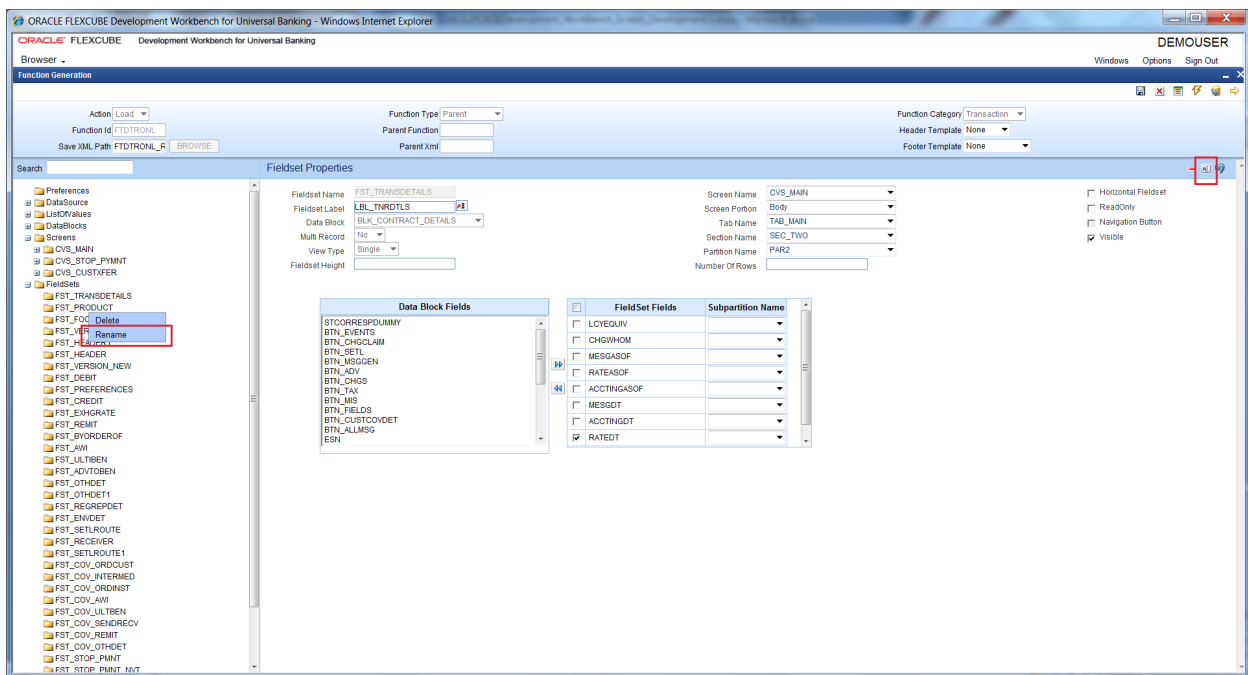 ORACLE FLEXCUBE Development Workbench for Universal Banking - Windows Internet Explorer
ORACLE FLEXCUBE Development Workbench for Universal Banking
DEMOUSER
Browser
Windows Options Sign Out
Function Generation
Action Load Function Type Parent Function Category Transaction
Function Id FTDTRONL Parent Function Header Template None
Save XML Path FTDTRONL_R BROWSE Parent Xml Footer Template None
Search Fieldset Properties
Fieldset Name FST_TRANSDETAILS Screen Name CVS_MAIN Horizontal Fieldset
Fieldset Label LBL_TNRDTLS Screen Portion Body ReadOnly
Data Block BLK_CONTRACT_DETAILS Tab Name TAB_MAIN Navigation Button
Multi Record No Section Name SEC_TWO Visible
View Type Single Partition Name PAR2
Fieldset Height Number Of Rows
Preferences
DataSource
ListOfValues
DataBlocks
Screens
CVS_MAIN
CVS_STOP_PYMNT
CVS_CUSTXFER
FieldSets
FST_TRANSDETAILS
FST_PRODUCT
FST_FOO
Delete
FST_VER
Rename
FST_HEADER1
FST_HEADER
FST_VERSION_NEW
FST_DEBIT
FST_PREFERENCES
FST_CREDIT
FST_EXHGRATE
FST_REMIT
FST_BYORDEROF
FST_AWI
FST_ULTIBEN
FST_ADVTOBEN
FST_OTHDET
FST_OTHDET1
FST_REGREPDET
FST_ENVDET
FST_SETLROUTE
FST_RECEIVER
FST_SETLROUTE1
FST_COV_ORDCUST
FST_COV_INTERMED
FST_COV_ORDINST
FST_COV_AWI
FST_COV_ULTBEN
FST_COV_SENDRECV
FST_COV_REMIT
FST_COV_OTHDET
FST_STOP_PMNT
FST_STOP_PMNT_NVT
Data Block Fields
STCORRESPDUMMY
BTN_EVENTS
BTN_CHGCLAIM
BTN_SETL
BTN_MSGGEN
BTN_ADV
BTN_CHGS
BTN_TAX
BTN_MIS
BTN_FIELDS
BTN_CUSTCOVDET
BTN_ALLMSG
ESN
FieldSet Fields Subpartition Name
LCYEQUIV
CHGWHOM
MESGASOF
RATEASOF
ACCTINGASOF
MESGDT
ACCTINGDT
RATEDT